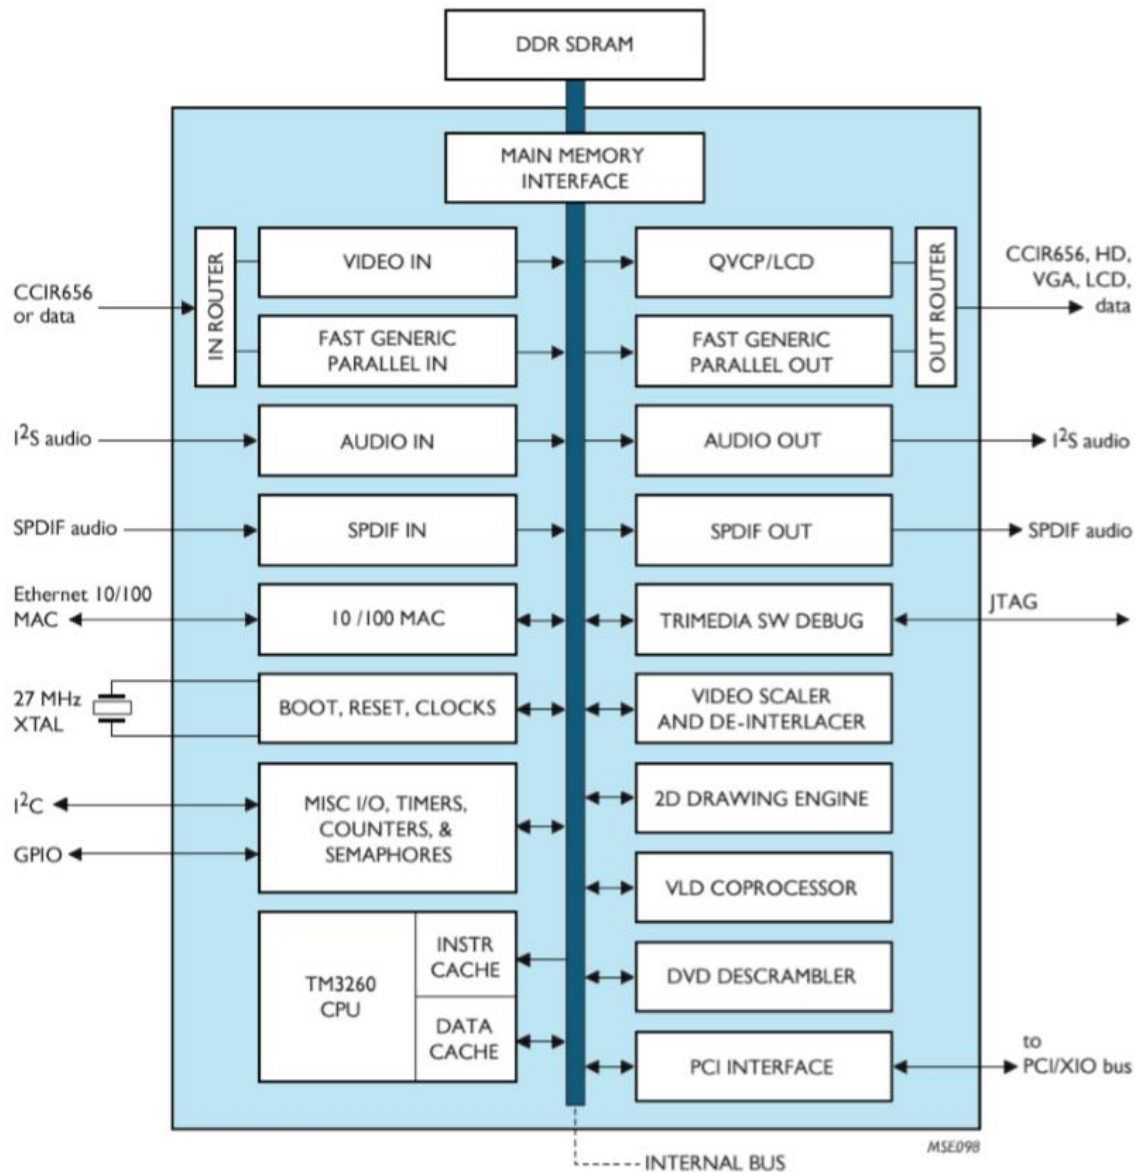 DDR SDRAM
MAIN MEMORY
INTERFACE
IN ROUTER
VIDEO IN
QVCP/LCD
OUT ROUTER
CCIR656, HD,
VGA, LCD,
data
CCIR656
or data
FAST GENERIC
PARALLEL IN
FAST GENERIC
PARALLEL OUT
I²S audio
AUDIO IN
AUDIO OUT
I²S audio
SPDIF audio
SPDIF IN
SPDIF OUT
SPDIF audio
Ethernet 10/100
MAC
10 /100 MAC
TRIMEDIA SW DEBUG
JTAG
27 MHz
XTAL
BOOT, RESET, CLOCKS
VIDEO SCALER
AND DE-INTERLACER
I²C
GPIO
MISC I/O, TIMERS,
COUNTERS, &
SEMAPHORES
2D DRAWING ENGINE
VLD COPROCESSOR
TM3260
CPU
INSTR
CACHE
DATA
CACHE
DVD DESCRAMBLER
PCI INTERFACE
to
PCI/XIO bus
MSE098
INTERNAL BUS